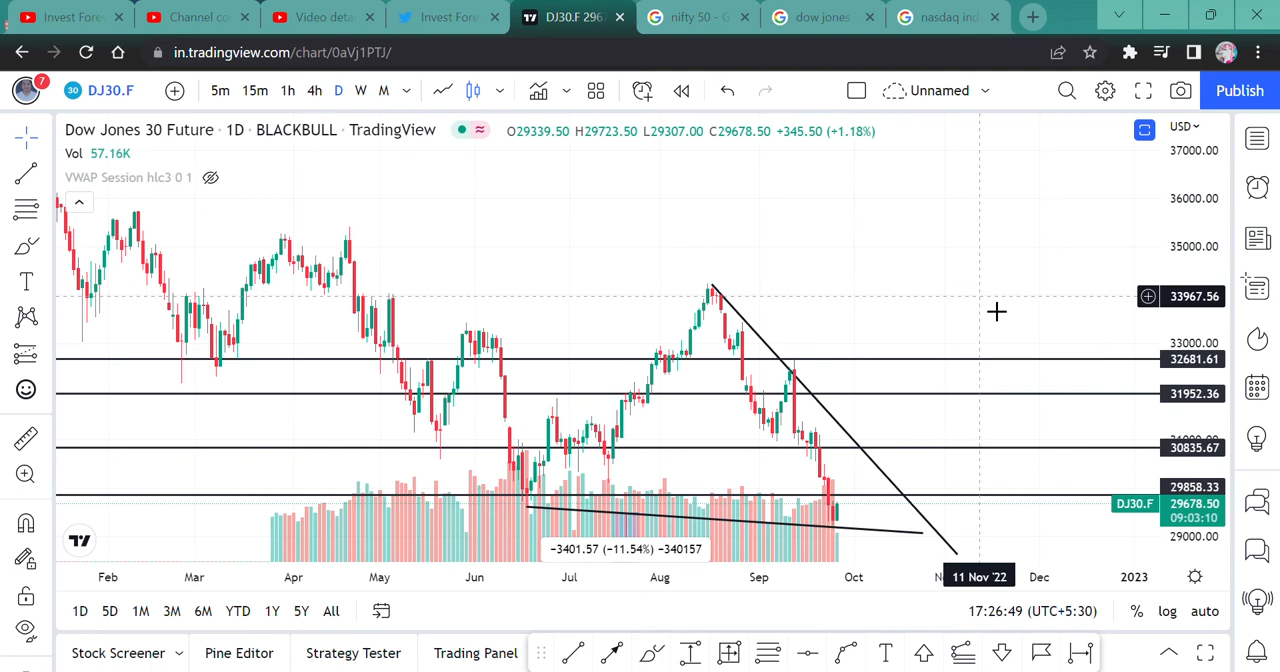 Invest Fore
Channel co
Video deta
Invest Fore
DJ30.F 2967
nifty 50 - G
dow jones
nasdaq ind
in.tradingview.com/chart/0aVj1PTJ/
7
30 DJ30.F
5m 15m 1h 4h D W M
Unnamed
Publish
Dow Jones 30 Future · 1D · BLACKBULL · TradingView
O29339.50 H29723.50 L29307.00 C29678.50 +345.50 (+1.18%)
USD
Vol 57.16K
VWAP Session hlc3 0 1
37000.00
36000.00
35000.00
33967.56
33000.00
32681.61
31952.36
30835.67
29858.33
DJ30.F 29678.50
09:03:10
29000.00
−3401.57 (−11.54%) −340157
Feb Mar Apr May Jun Jul Aug Sep Oct 11 Nov '22 Dec 2023
1D 5D 1M 3M 6M YTD 1Y 5Y All
17:26:49 (UTC+5:30) % log auto
Stock Screener Pine Editor Strategy Tester Trading Panel